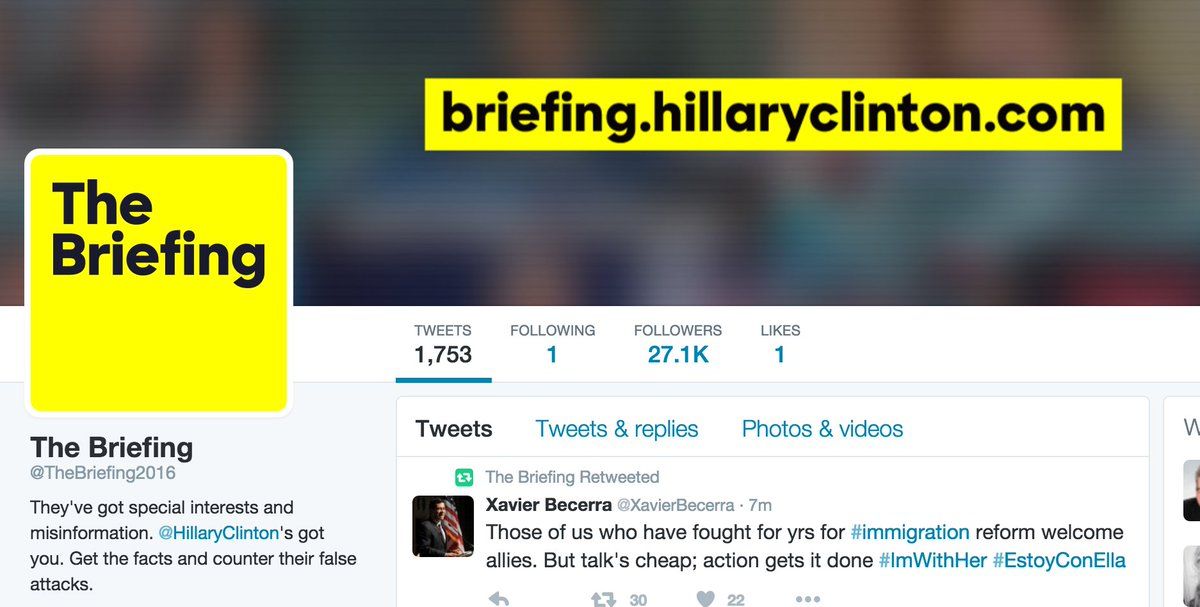 briefing.hillaryclinton.com
The
Briefing
TWEETS FOLLOWING FOLLOWERS LIKES
1,753 1 27.1K 1
The Briefing
@TheBriefing2016
They've got special interests and
misinformation. @HillaryClinton's got
you. Get the facts and counter their false
attacks.
Tweets Tweets & replies Photos & videos
The Briefing Retweeted
Xavier Becerra @XavierBecerra · 7m
Those of us who have fought for yrs for #immigration reform welcome
allies. But talk's cheap; action gets it done #ImWithHer #EstoyConElla
30 22